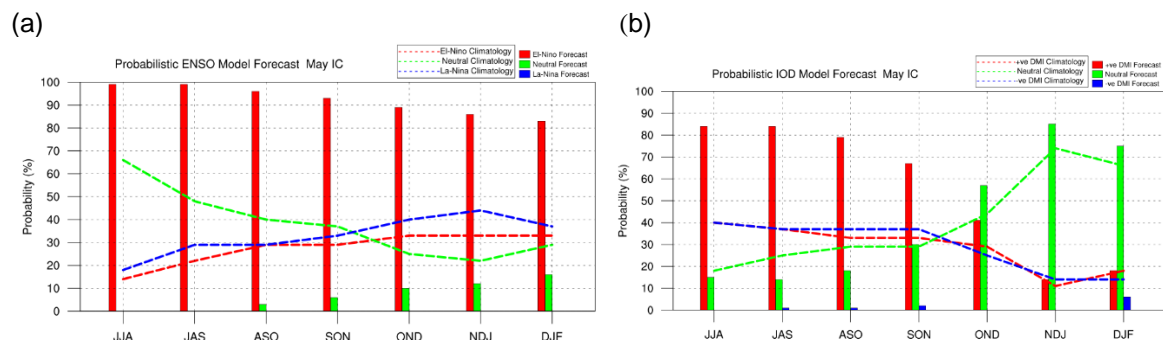 (a)
Probabilistic ENSO Model Forecast May IC
El-Nino Climatology
Neutral Climatology
La-Nina Climatology
El-Nino Forecast
Neutral Forecast
La-Nina Forecast
Probability (%)
100
90
80
70
60
50
40
30
20
10
0
JJA JAS ASO SON OND NDJ DJF
(b)
Probabilistic IOD Model Forecast May IC
+ve DMI Climatology
Neutral Climatology
-ve DMI Climatology
+ve DMI Forecast
Neutral Forecast
-ve DMI Forecast
Probability (%)
100
90
80
70
60
50
40
30
20
10
0
JJA JAS ASO SON OND NDJ DJF